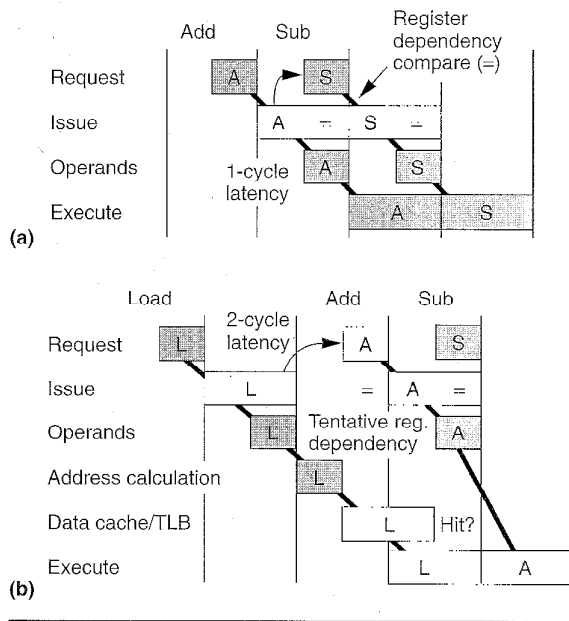 Add Sub Register
dependency
compare (=)
Request A S
Issue A = S =
Operands A S
1-cycle
latency
Execute A S
(a)
Load 2-cycle
latency Add Sub
Request L A S
Issue L = A =
Operands L Tentative reg.
dependency A
Address calculation L
Data cache/TLB L Hit?
Execute L A
(b)